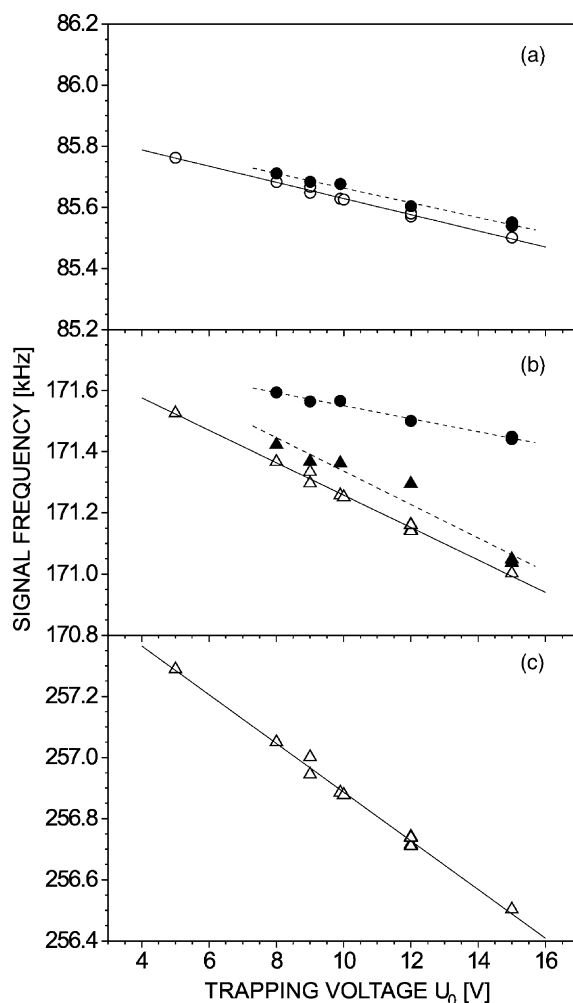 86.2
(a)
86.0
85.8
85.6
85.4
85.2
(b)
171.6
171.4
171.2
171.0
170.8
(c)
257.2
257.0
256.8
256.6
256.4
4 6 8 10 12 14 16
SIGNAL FREQUENCY [kHz]
TRAPPING VOLTAGE U₀ [V]